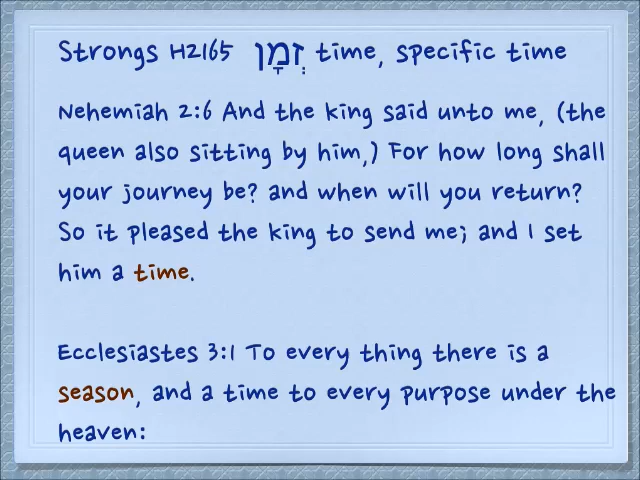 Strongs H2165 זְמָן time, specific time
Nehemiah 2:6 And the king said unto me, (the
queen also sitting by him,) For how long shall
your journey be? and when will you return?
So it pleased the king to send me; and I set
him a time.
Ecclesiastes 3:1 To every thing there is a
season, and a time to every purpose under the
heaven: